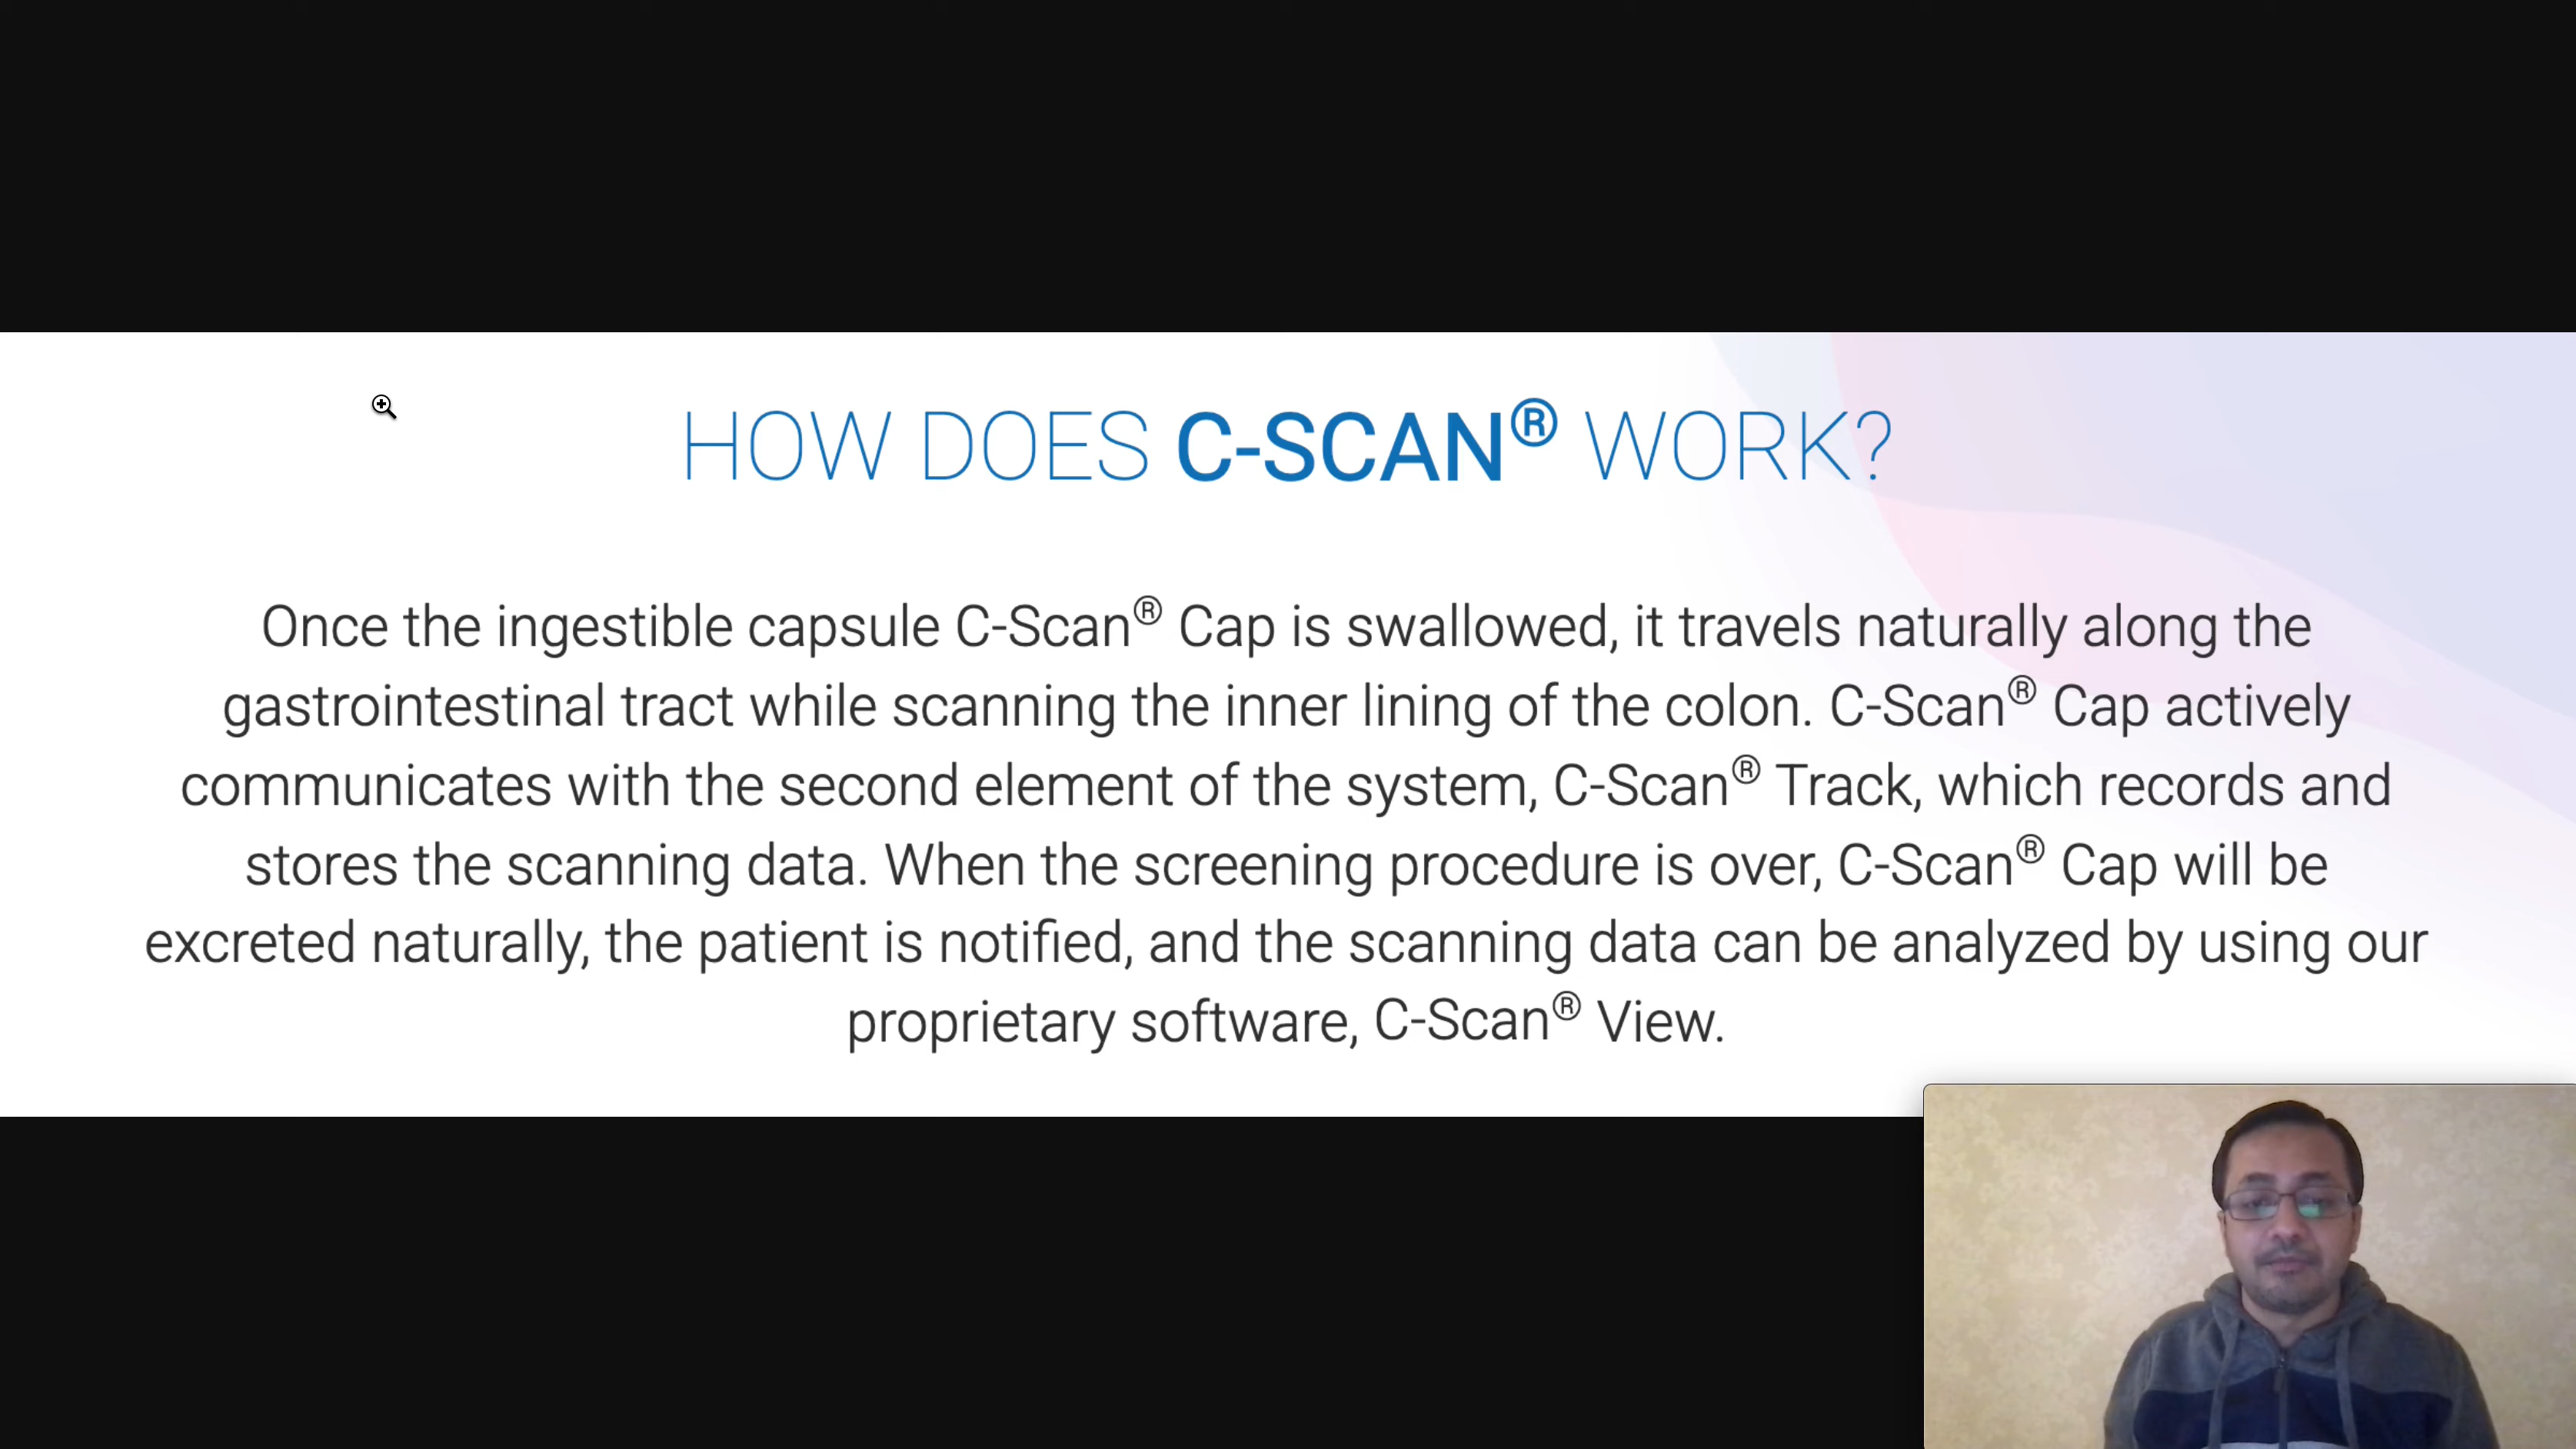 HOW DOES C-SCAN® WORK?
Once the ingestible capsule C-Scan® Cap is swallowed, it travels naturally along the
gastrointestinal tract while scanning the inner lining of the colon. C-Scan® Cap actively
communicates with the second element of the system, C-Scan® Track, which records and
stores the scanning data. When the screening procedure is over, C-Scan® Cap will be
excreted naturally, the patient is notified, and the scanning data can be analyzed by using our
proprietary software, C-Scan® View.